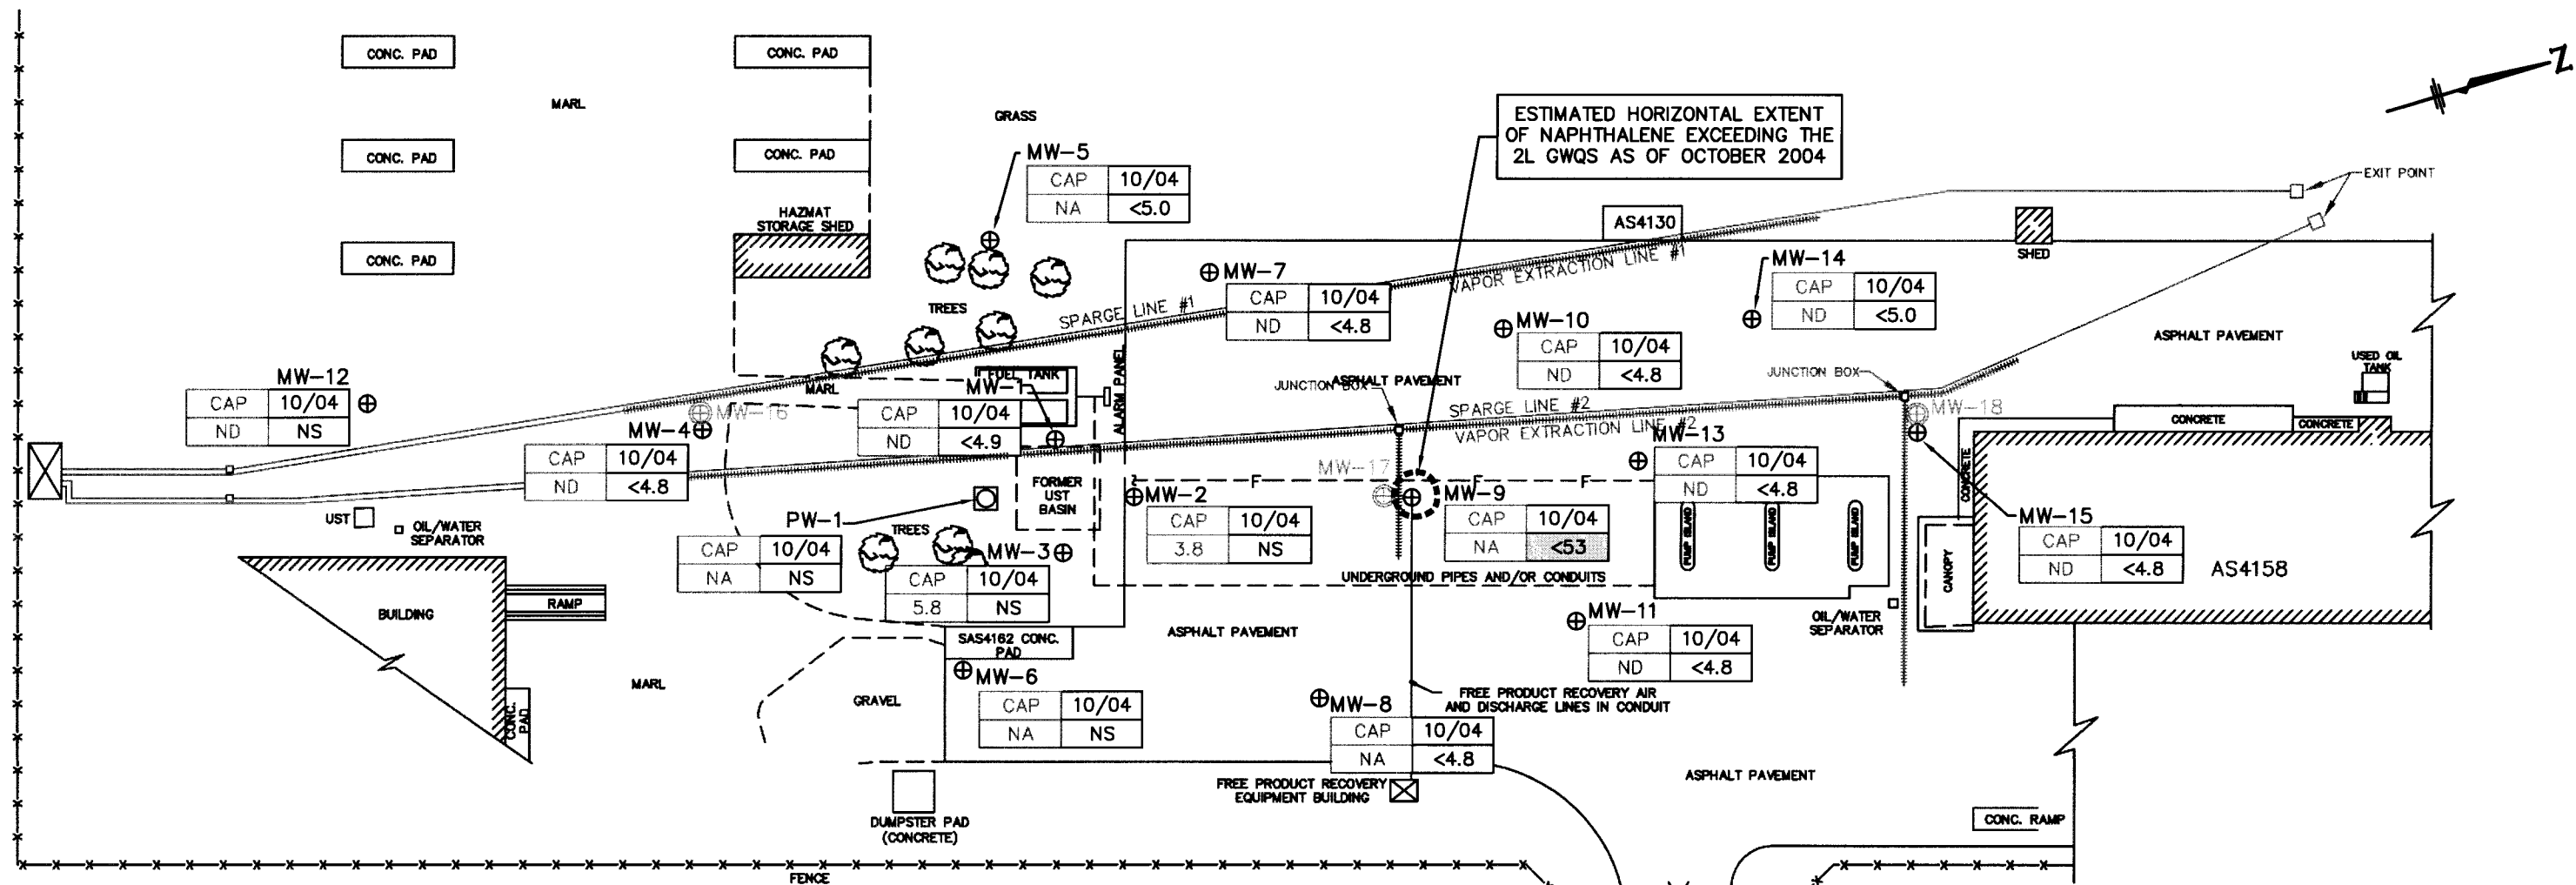 CONC. PAD
CONC. PAD
MARL
GRASS
Z
ESTIMATED HORIZONTAL EXTENT
OF NAPHTHALENE EXCEEDING THE
2L GWQS AS OF OCTOBER 2004
CONC. PAD
CONC. PAD
MW-5
CAP 10/04
NA <5.0
EXIT POINT
HAZMAT
STORAGE SHED
AS4130
SHED
CONC. PAD
MW-7
CAP 10/04
ND <4.8
VAPOR EXTRACTION LINE #1
MW-14
CAP 10/04
ND <5.0
TREES
SPARGE LINE #1
MW-10
CAP 10/04
ND <4.8
ASPHALT PAVEMENT
USED OIL
TANK
ALARM PANEL
FUEL TANK
MARL
MW-
CAP 10/04
ND <4.9
JUNCTION BOX
ASPHALT PAVEMENT
JUNCTION BOX
MW-12
CAP 10/04
ND NS
MW-16
SPARGE LINE #2
VAPOR EXTRACTION LINE #2
MW-18
CONCRETE
CONCRETE
MW-4
CAP 10/04
ND <4.8
MW-13
CAP 10/04
ND <4.8
MW-17
F
F
F
CONCRETE
FORMER
UST
BASIN
MW-2
CAP 10/04
3.8 NS
MW-9
CAP 10/04
NA <53
PUMP ISLAND
PUMP ISLAND
PUMP ISLAND
MW-15
CAP 10/04
ND <4.8
AS4158
UST
OIL/WATER
SEPARATOR
PW-1
CAP 10/04
NA NS
TREES
MW-3
CAP 10/04
5.8 NS
UNDERGROUND PIPES AND/OR CONDUITS
CANOPY
BUILDING
RAMP
SAS4162 CONC.
PAD
ASPHALT PAVEMENT
MW-11
CAP 10/04
ND <4.8
OIL/WATER
SEPARATOR
MARL
GRAVEL
MW-6
CAP 10/04
NA NS
CONC.
PAD
FREE PRODUCT RECOVERY AIR
AND DISCHARGE LINES IN CONDUIT
MW-8
CAP 10/04
NA <4.8
FREE PRODUCT RECOVERY
EQUIPMENT BUILDING
ASPHALT PAVEMENT
DUMPSTER PAD
(CONCRETE)
CONC. RAMP
FENCE